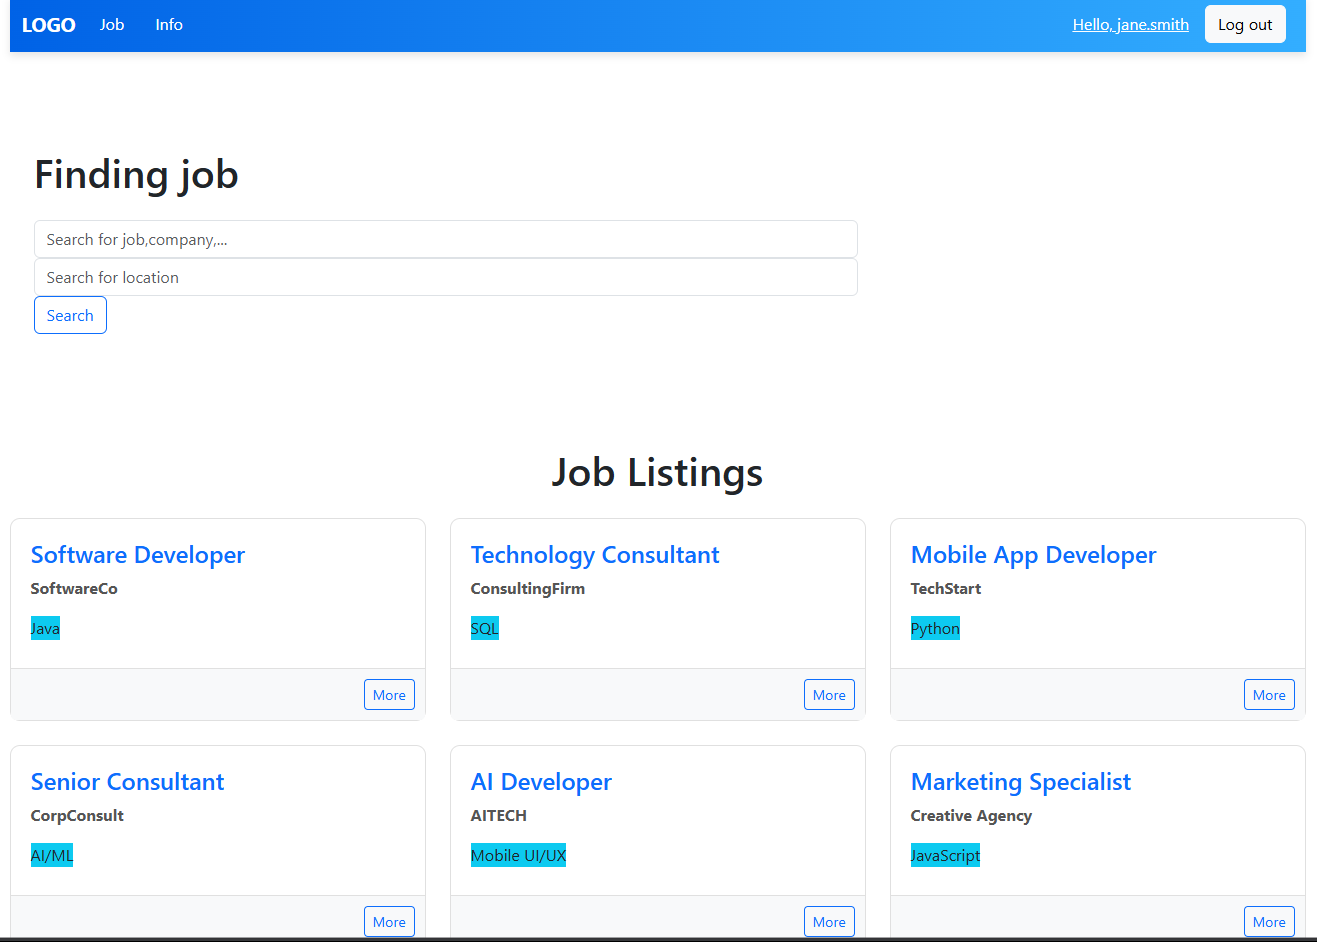 LOGO Job Info Hello, jane.smith Log out
Finding job
Search for job,company,...
Search for location
Search
Job Listings
Software Developer
SoftwareCo
Java
More
Technology Consultant
ConsultingFirm
SQL
More
Mobile App Developer
TechStart
Python
More
Senior Consultant
CorpConsult
AI/ML
More
AI Developer
AITECH
Mobile UI/UX
More
Marketing Specialist
Creative Agency
JavaScript
More